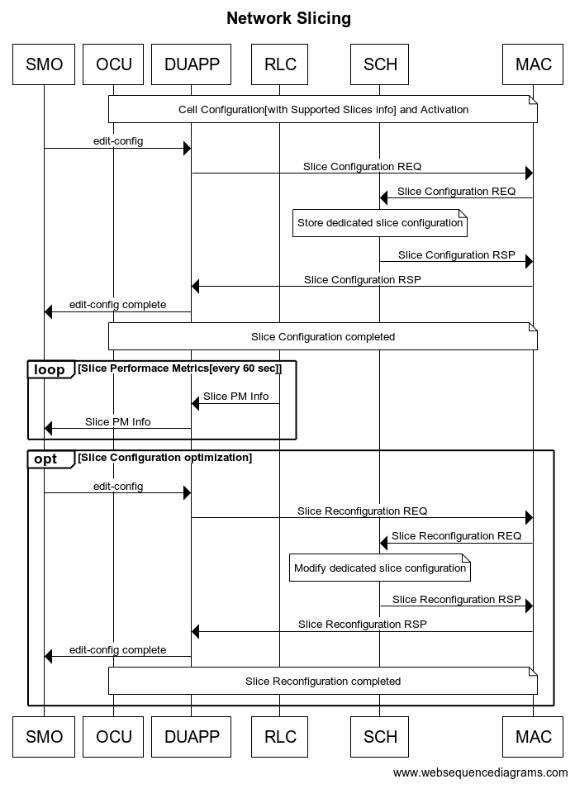 Network Slicing
SMO OCU DUAPP RLC SCH MAC
Cell Configuration[with Supported Slices info] and Activation
edit-config
Slice Configuration REQ
Slice Configuration REQ
Store dedicated slice configuration
Slice Configuration RSP
Slice Configuration RSP
edit-config complete
Slice Configuration completed
loop [Slice Performace Metrics[every 60 sec]]
Slice PM Info
Slice PM Info
opt [Slice Configuration optimization]
edit-config
Slice Reconfiguration REQ
Slice Reconfiguration REQ
Modify dedicated slice configuration
Slice Reconfiguration RSP
Slice Reconfiguration RSP
edit-config complete
Slice Reconfiguration completed
SMO OCU DUAPP RLC SCH MAC
www.websequencediagrams.com